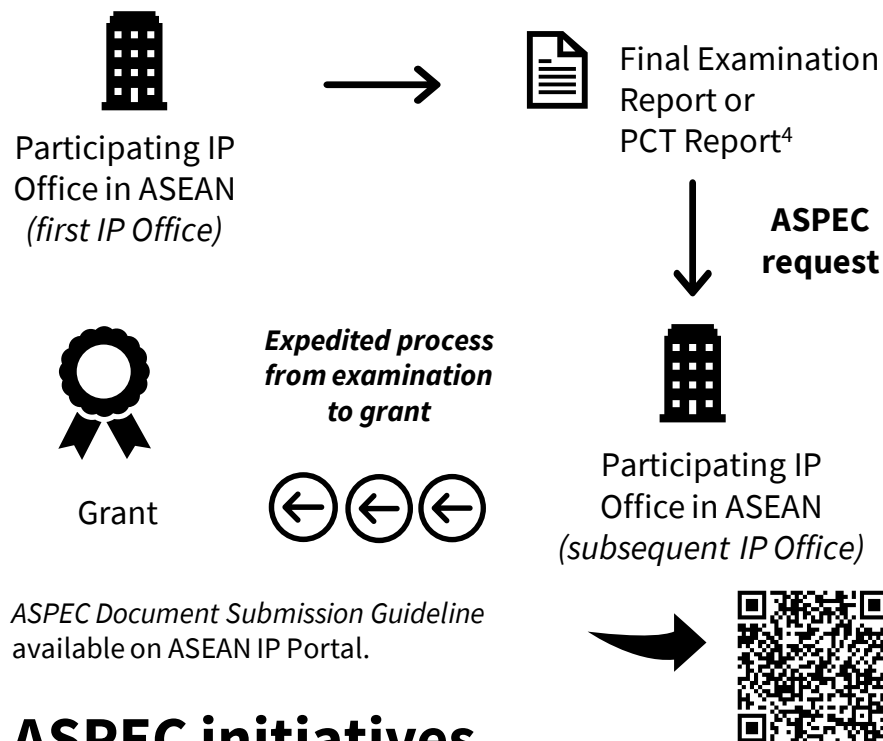 Participating IP
Office in ASEAN
(first IP Office)
Final Examination
Report or
PCT Report⁴
ASPEC
request
Participating IP
Office in ASEAN
(subsequent IP Office)
Expedited process
from examination
to grant
Grant
ASPEC Document Submission Guideline
available on ASEAN IP Portal.
ASPEC initiatives